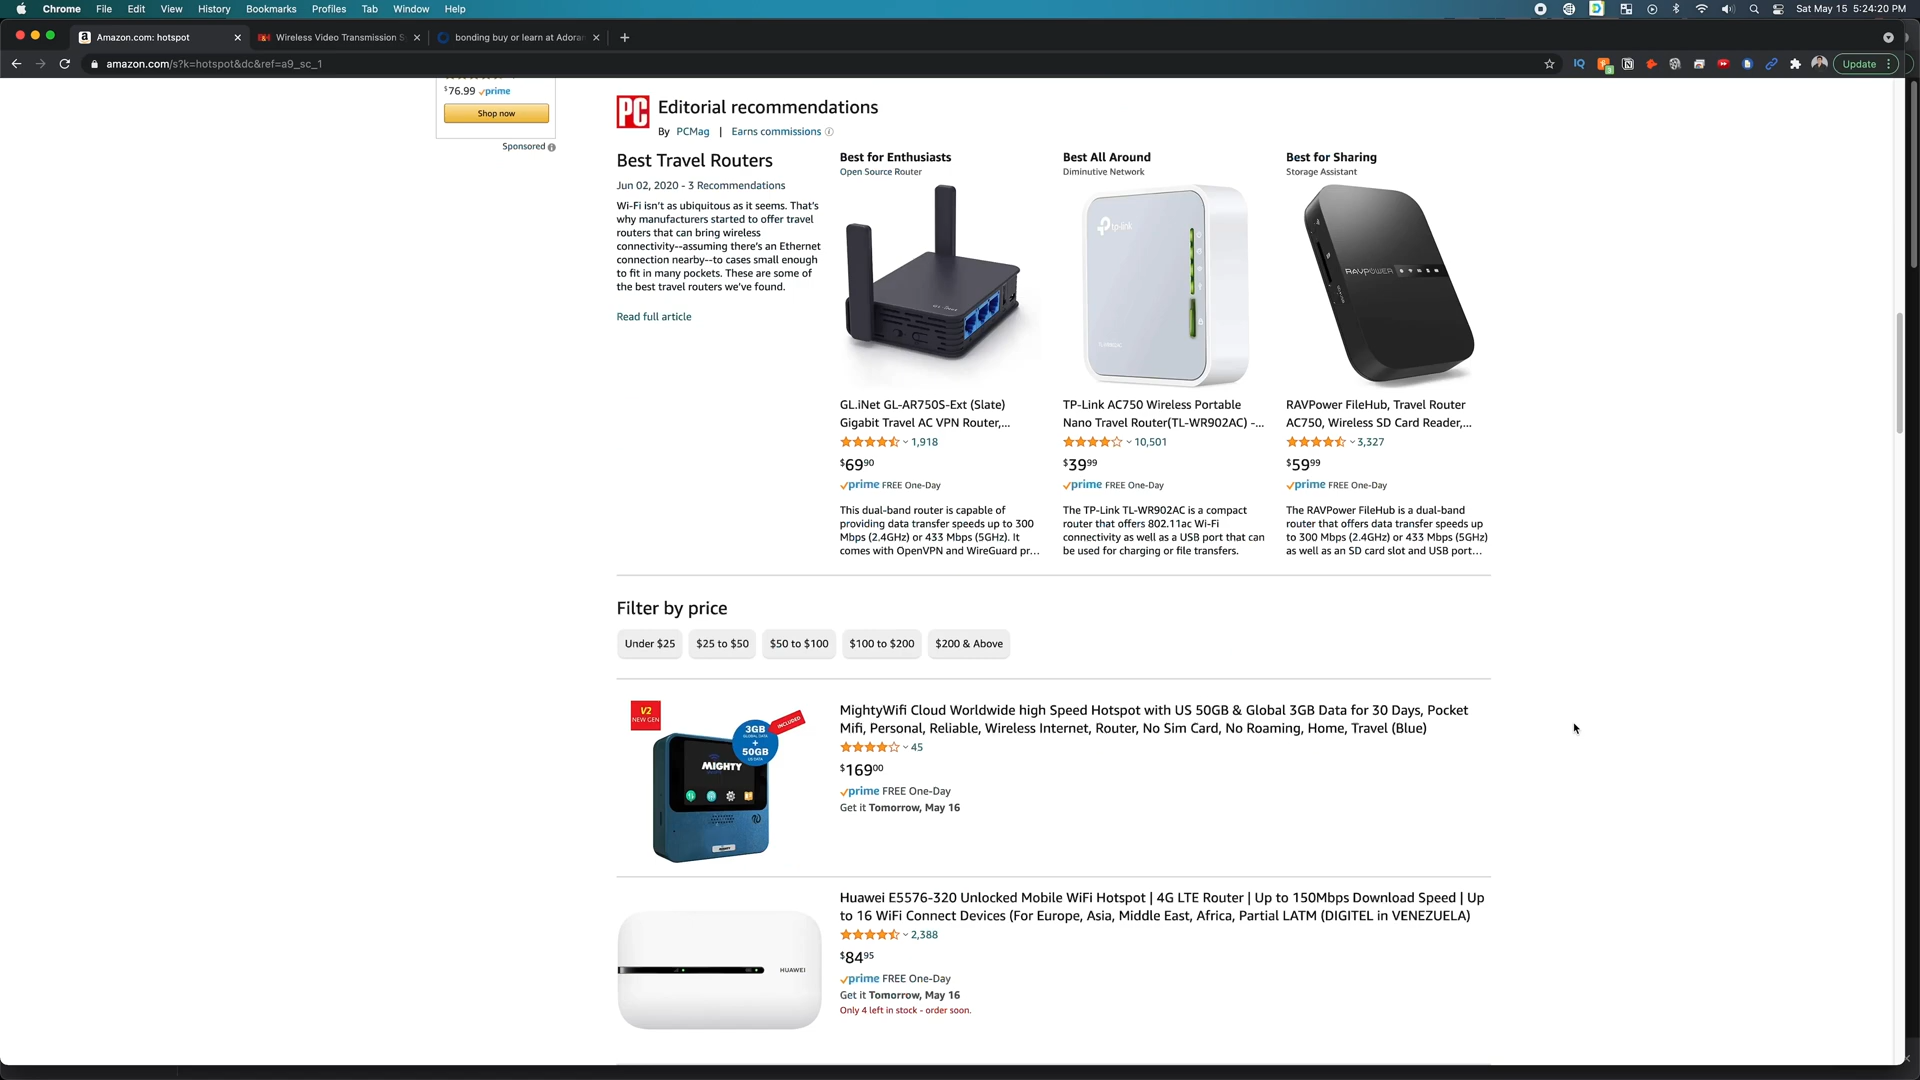 Chrome File Edit View History Bookmarks Profiles Tab Window Help Sat May 15 5:24:20 PM
Amazon.com: hotspot Wireless Video Transmission S bonding buy or learn at Adoram
amazon.com/s?k=hotspot&dc&ref=a9_sc_1 Update
$76.99 prime
Shop now
Sponsored
PC Editorial recommendations
By PCMag | Earns commissions
Best Travel Routers
Jun 02, 2020 - 3 Recommendations
Wi-Fi isn't as ubiquitous as it seems. That's
why manufacturers started to offer travel
routers that can bring wireless
connectivity--assuming there's an Ethernet
connection nearby--to cases small enough
to fit in many pockets. These are some of
the best travel routers we've found.
Read full article
Best for Enthusiasts
Open Source Router
GL.iNet GL-AR750S-Ext (Slate)
Gigabit Travel AC VPN Router,...
1,918
$69.90
prime FREE One-Day
This dual-band router is capable of
providing data transfer speeds up to 300
Mbps (2.4GHz) or 433 Mbps (5GHz). It
comes with OpenVPN and WireGuard pr...
Best All Around
Diminutive Network
tp-link
TP-Link AC750 Wireless Portable
Nano Travel Router(TL-WR902AC) -...
10,501
$39.99
prime FREE One-Day
The TP-Link TL-WR902AC is a compact
router that offers 802.11ac Wi-Fi
connectivity as well as a USB port that can
be used for charging or file transfers.
Best for Sharing
Storage Assistant
RAVPOWER
RAVPower FileHub, Travel Router
AC750, Wireless SD Card Reader,...
3,327
$59.99
prime FREE One-Day
The RAVPower FileHub is a dual-band
router that offers data transfer speeds up
to 300 Mbps (2.4GHz) or 433 Mbps (5GHz)
as well as an SD card slot and USB port...
Filter by price
Under $25 $25 to $50 $50 to $100 $100 to $200 $200 & Above
V2
NEW GEN
INCLUDED
3GB
GLOBAL DATA
+
50GB
US DATA
MIGHTY
MightyWifi Cloud Worldwide high Speed Hotspot with US 50GB & Global 3GB Data for 30 Days, Pocket
Mifi, Personal, Reliable, Wireless Internet, Router, No Sim Card, No Roaming, Home, Travel (Blue)
45
$169.00
prime FREE One-Day
Get it Tomorrow, May 16
HUAWEI
Huawei E5576-320 Unlocked Mobile WiFi Hotspot | 4G LTE Router | Up to 150Mbps Download Speed | Up
to 16 WiFi Connect Devices (For Europe, Asia, Middle East, Africa, Partial LATM (DIGITEL in VENEZUELA)
2,388
$84.95
prime FREE One-Day
Get it Tomorrow, May 16
Only 4 left in stock - order soon.